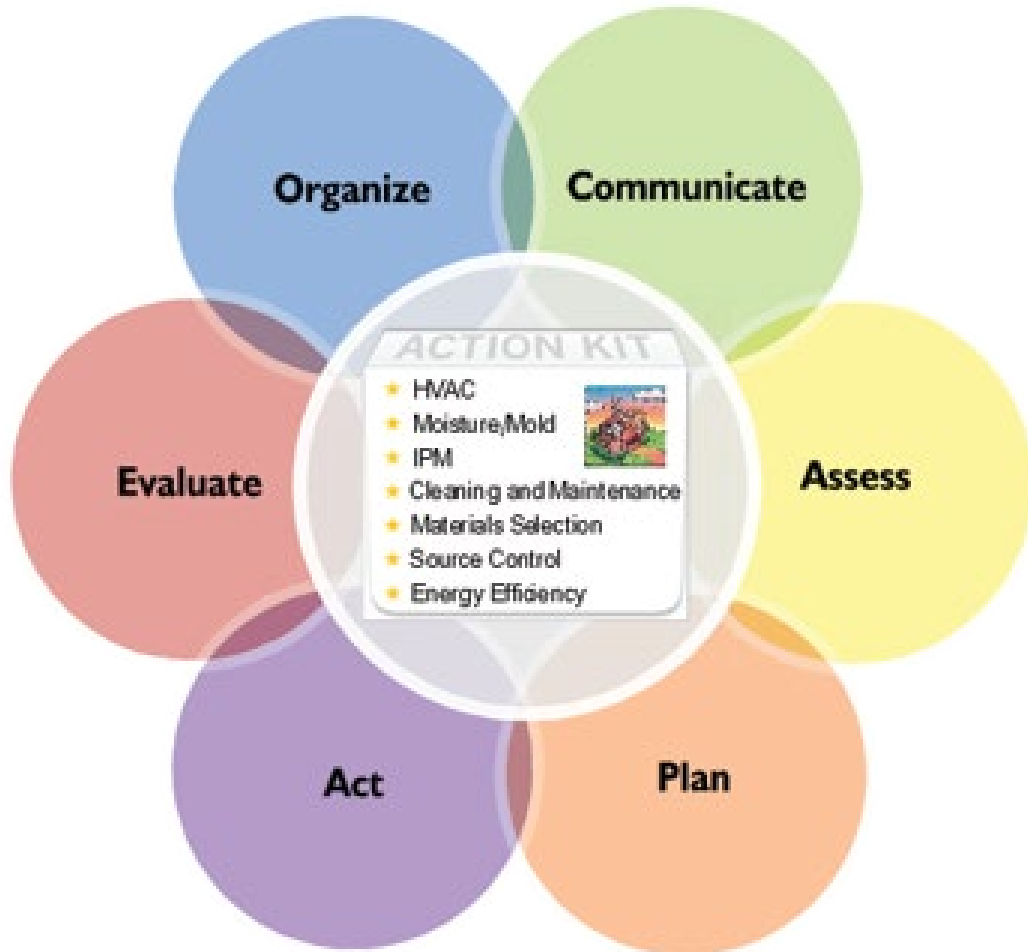 Organize
Communicate
ACTION KIT
HVAC
Moisture/Mold
IPM
Cleaning and Maintenance
Materials Selection
Source Control
Energy Efficiency
Evaluate
Assess
Act
Plan